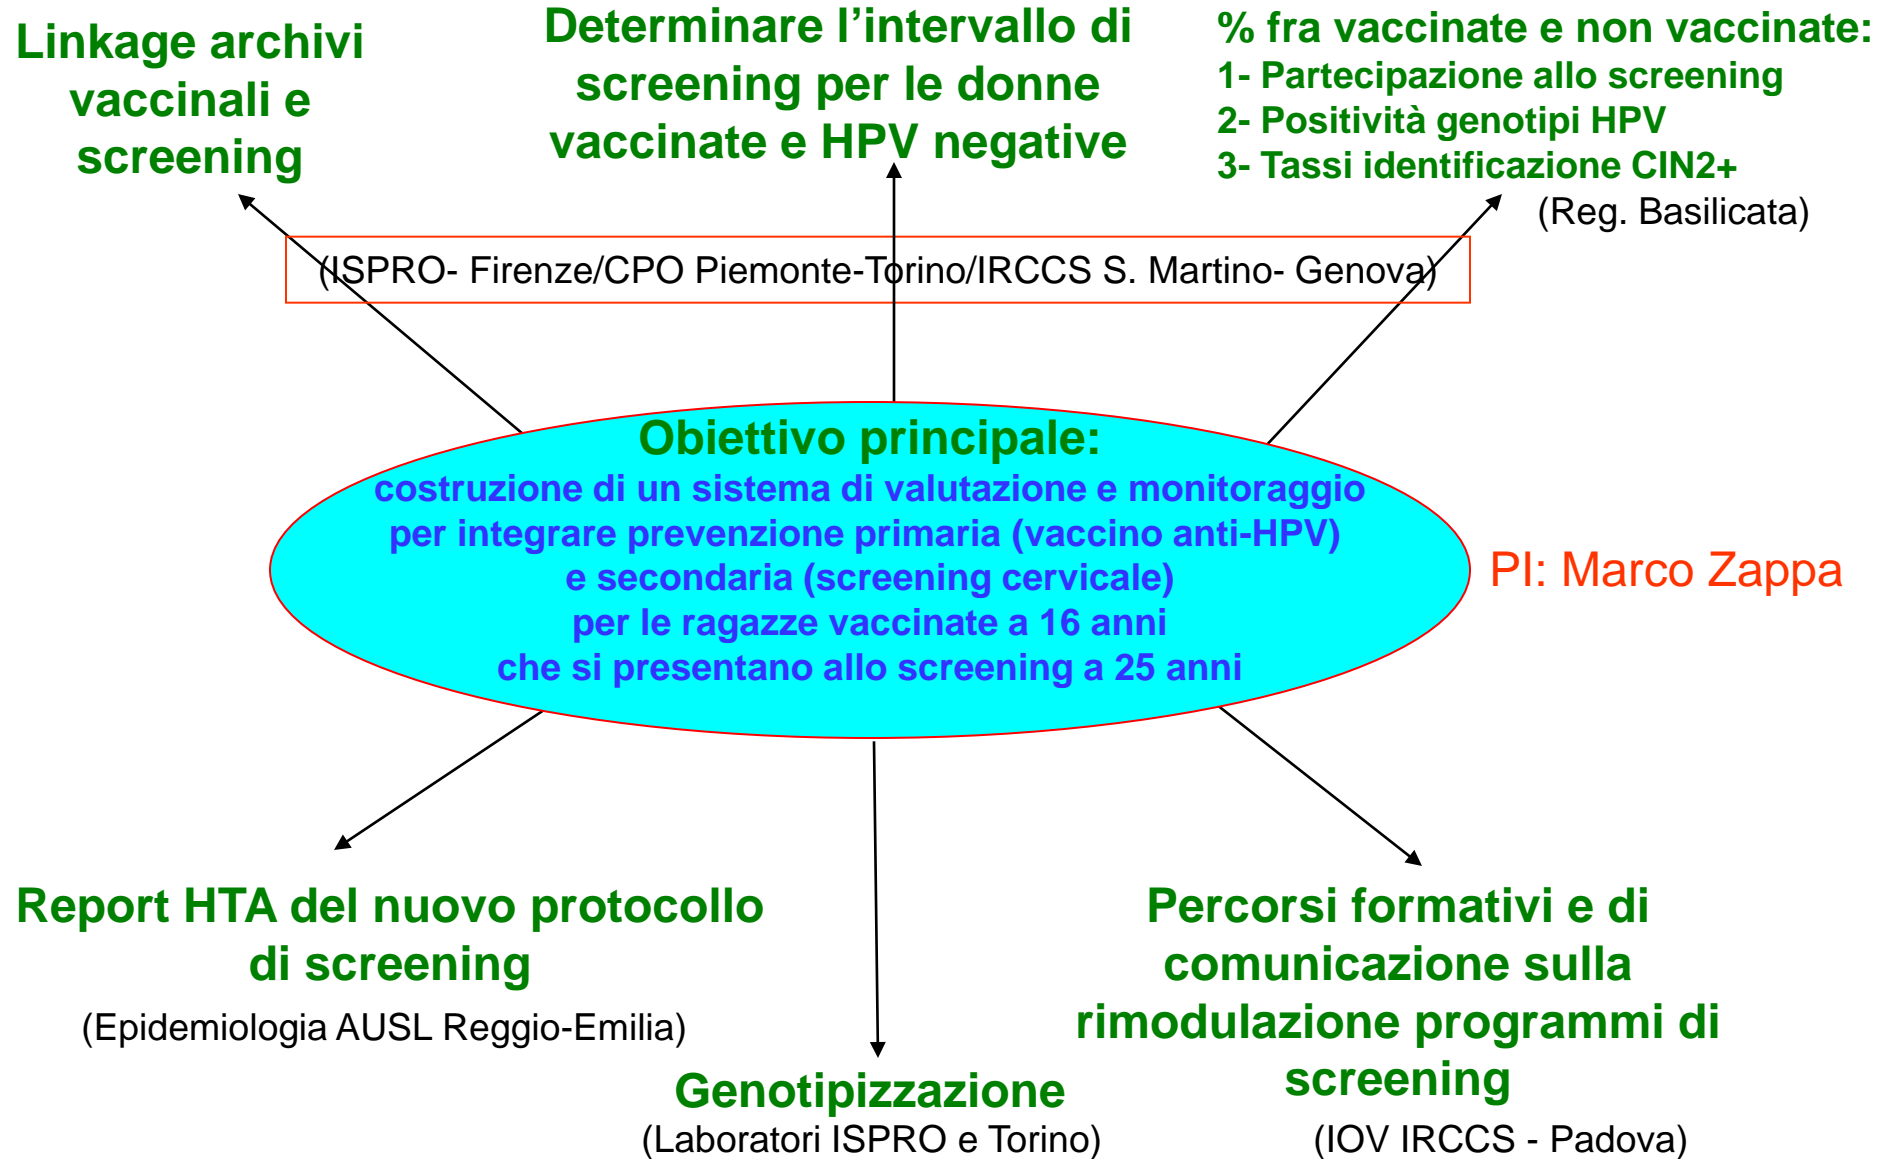 Linkage archivi
vaccinali e
screening
Determinare l'intervallo di
screening per le donne
vaccinate e HPV negative
% fra vaccinate e non vaccinate:
1- Partecipazione allo screening
2- Positività genotipi HPV
3- Tassi identificazione CIN2+
(Reg. Basilicata)
(ISPRO- Firenze/CPO Piemonte-Torino/IRCCS S. Martino- Genova)
Obiettivo principale:
costruzione di un sistema di valutazione e monitoraggio
per integrare prevenzione primaria (vaccino anti-HPV)
e secondaria (screening cervicale)
per le ragazze vaccinate a 16 anni
che si presentano allo screening a 25 anni
PI: Marco Zappa
Report HTA del nuovo protocollo
di screening
(Epidemiologia AUSL Reggio-Emilia)
Genotipizzazione
(Laboratori ISPRO e Torino)
Percorsi formativi e di
comunicazione sulla
rimodulazione programmi di
screening
(IOV IRCCS - Padova)